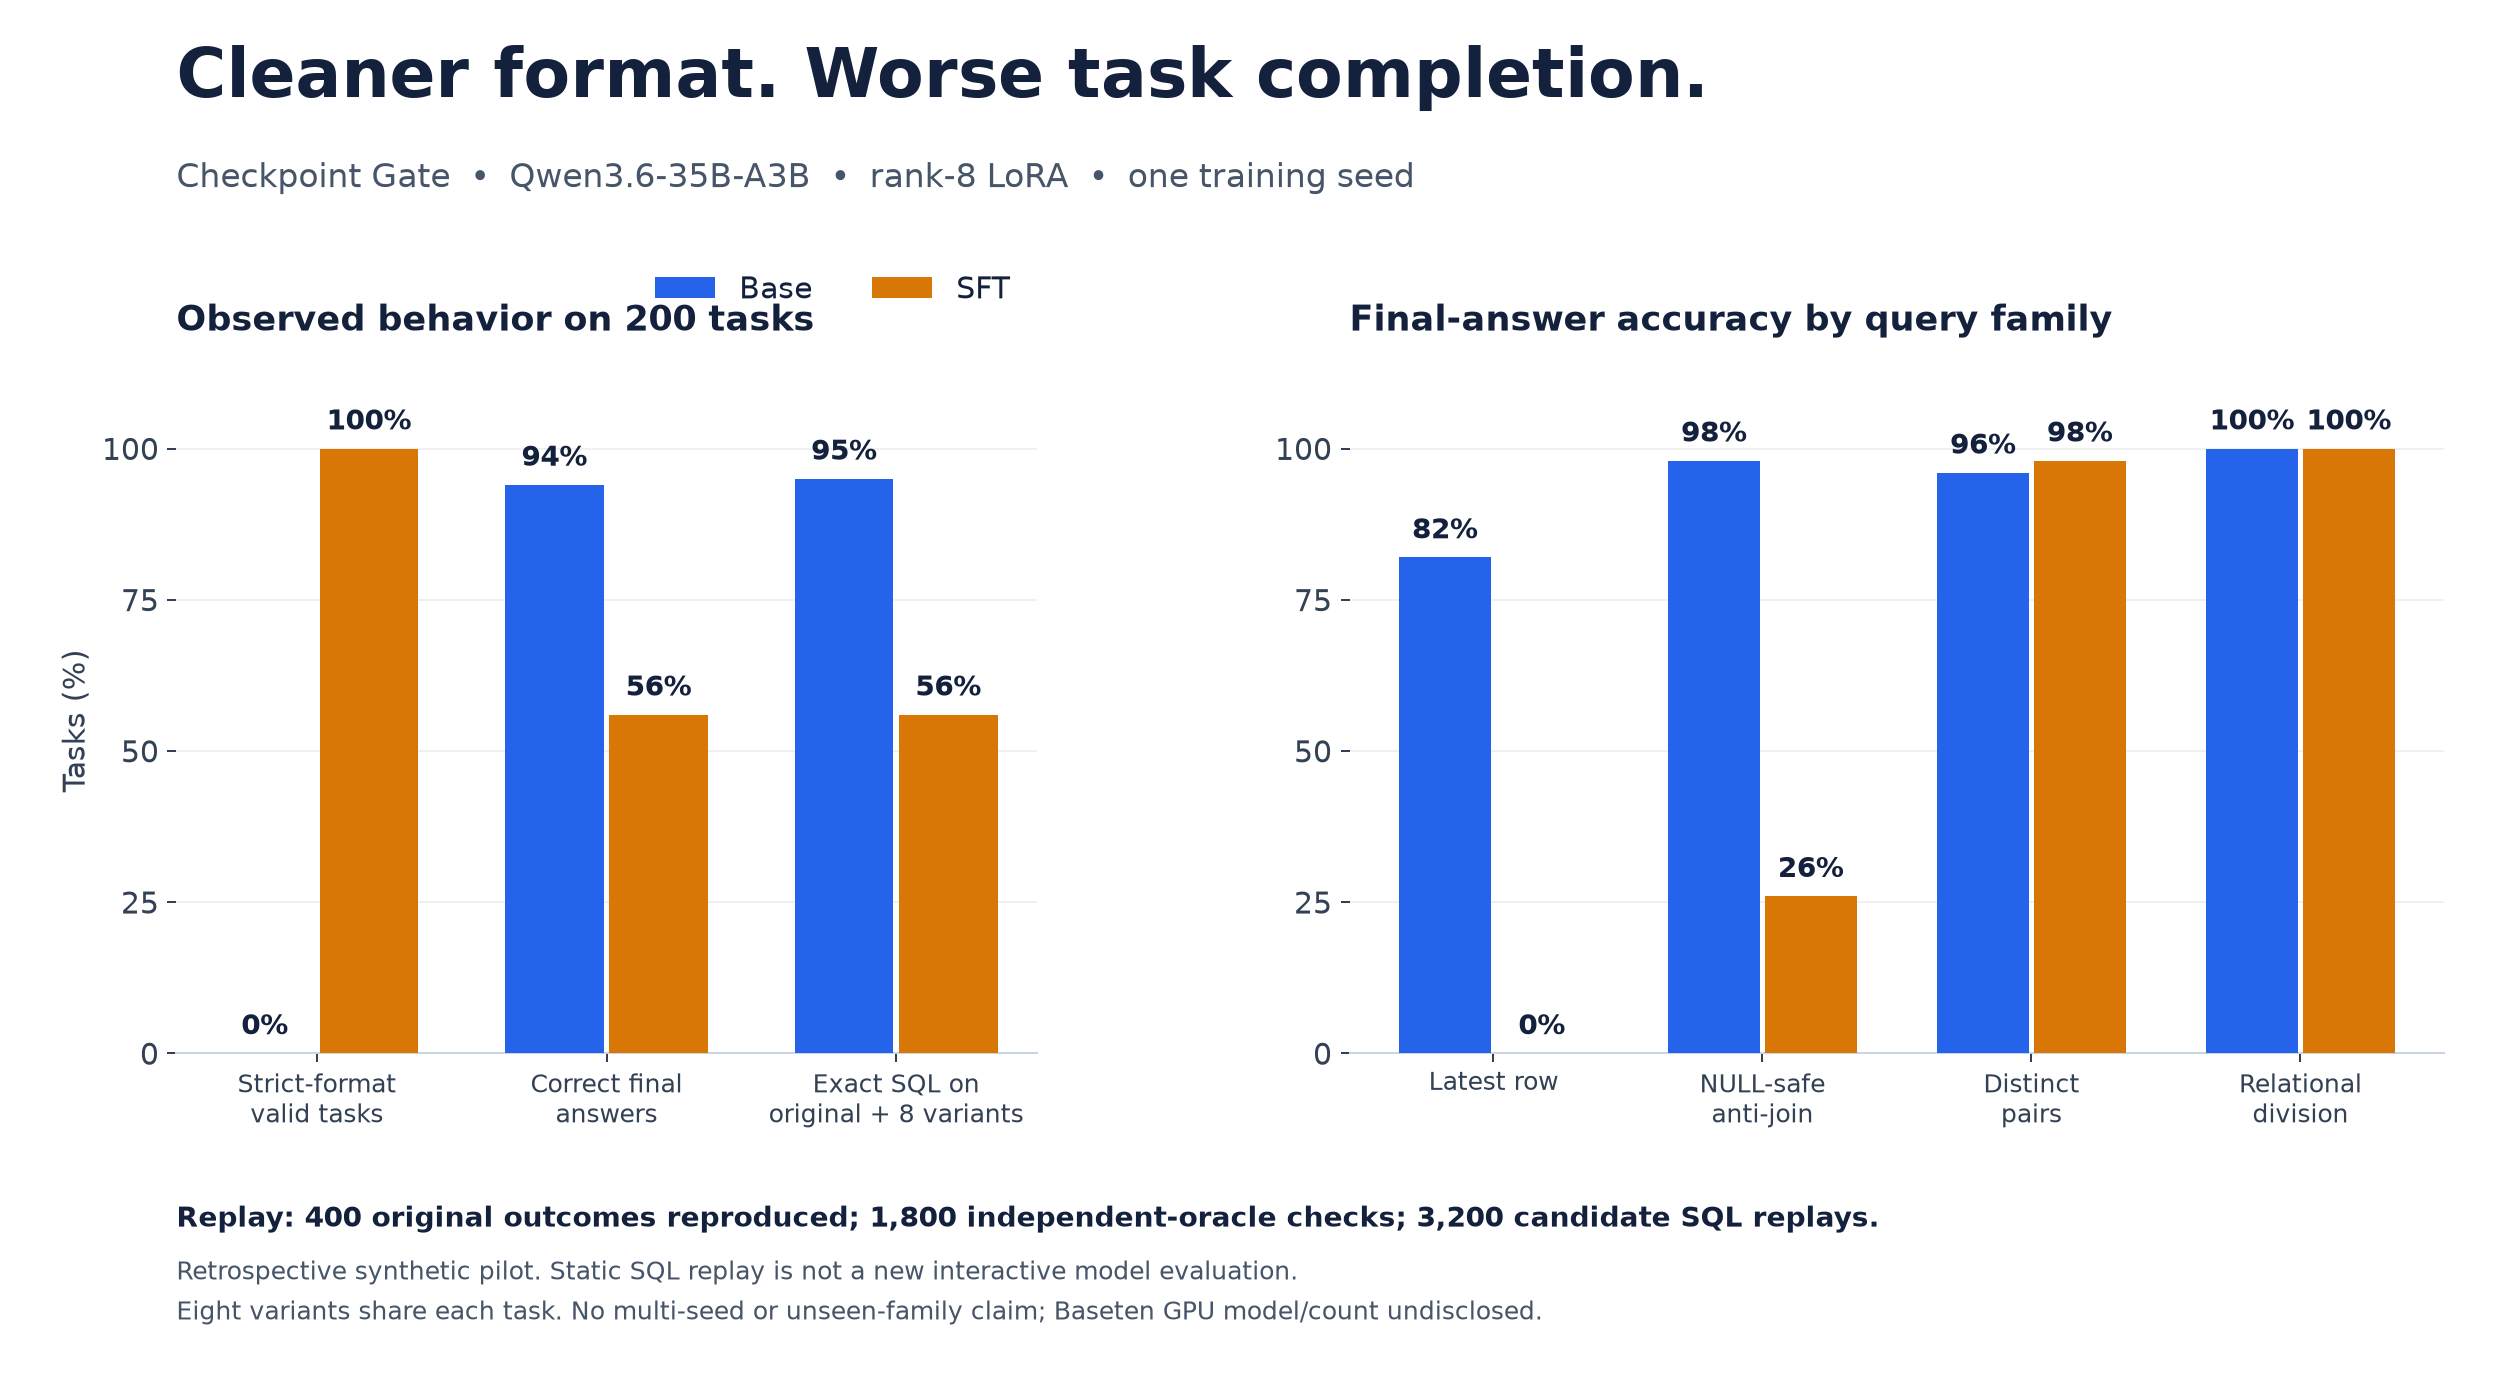 Cleaner format. Worse task completion.
Checkpoint Gate • Qwen3.6-35B-A3B • rank-8 LoRA • one training seed
Base SFT
Observed behavior on 200 tasks
Tasks (%)
100
75
50
25
0
0% 100% 94% 56% 95% 56%
Strict-format
valid tasks
Correct final
answers
Exact SQL on
original + 8 variants
Final-answer accuracy by query family
100
75
50
25
0
82% 0% 98% 26% 96% 98% 100% 100%
Latest row
NULL-safe
anti-join
Distinct
pairs
Relational
division
Replay: 400 original outcomes reproduced; 1,800 independent-oracle checks; 3,200 candidate SQL replays.
Retrospective synthetic pilot. Static SQL replay is not a new interactive model evaluation.
Eight variants share each task. No multi-seed or unseen-family claim; Baseten GPU model/count undisclosed.